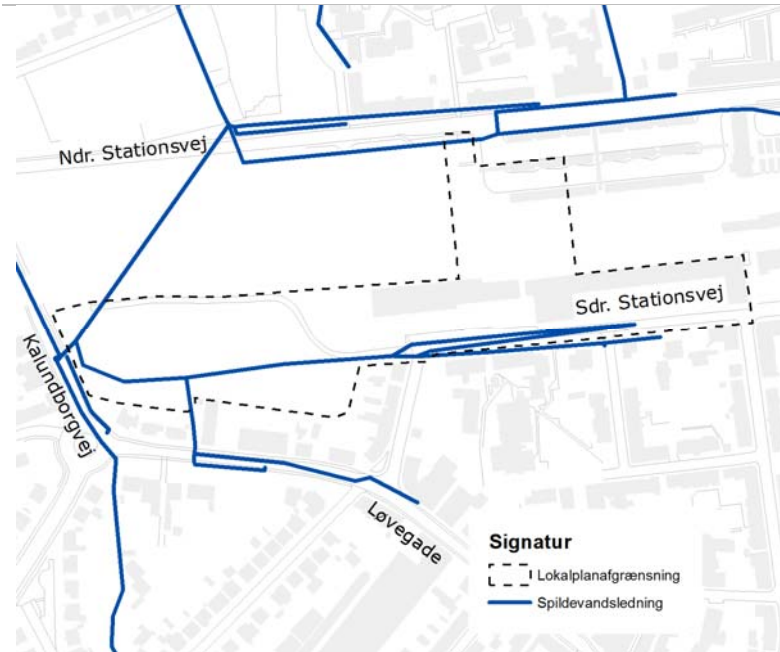 Ndr. Stationsvej
Sdr. Stationsvej
Kalundborgvej
Løvegade
Signatur
Lokalplanafgrænsning
Spildevandsledning